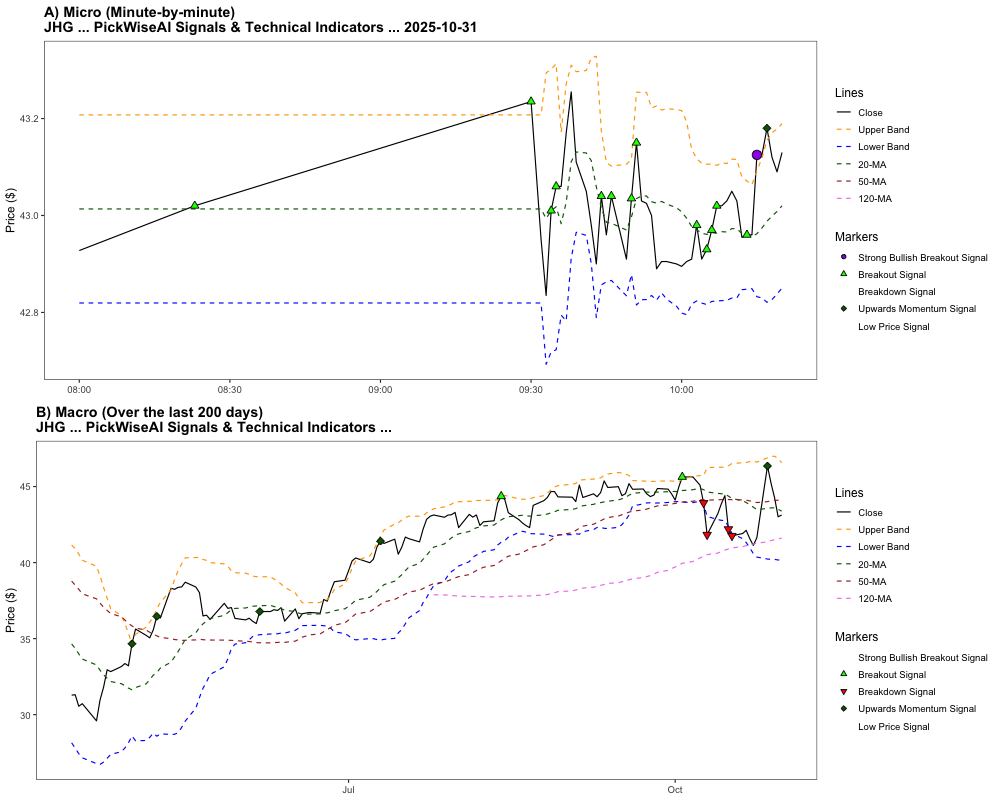 A) Micro (Minute-by-minute)
JHG ... PickWiseAI Signals & Technical Indicators ... 2025-10-31
Price ($)
43.2
43.0
42.8
08:00
08:30
09:00
09:30
10:00
Lines
Close
Upper Band
Lower Band
20-MA
50-MA
120-MA
Markers
Strong Bullish Breakout Signal
Breakout Signal
Breakdown Signal
Upwards Momentum Signal
Low Price Signal
B) Macro (Over the last 200 days)
JHG ... PickWiseAI Signals & Technical Indicators ...
Price ($)
45
40
35
30
Jul
Oct
Lines
Close
Upper Band
Lower Band
20-MA
50-MA
120-MA
Markers
Strong Bullish Breakout Signal
Breakout Signal
Breakdown Signal
Upwards Momentum Signal
Low Price Signal